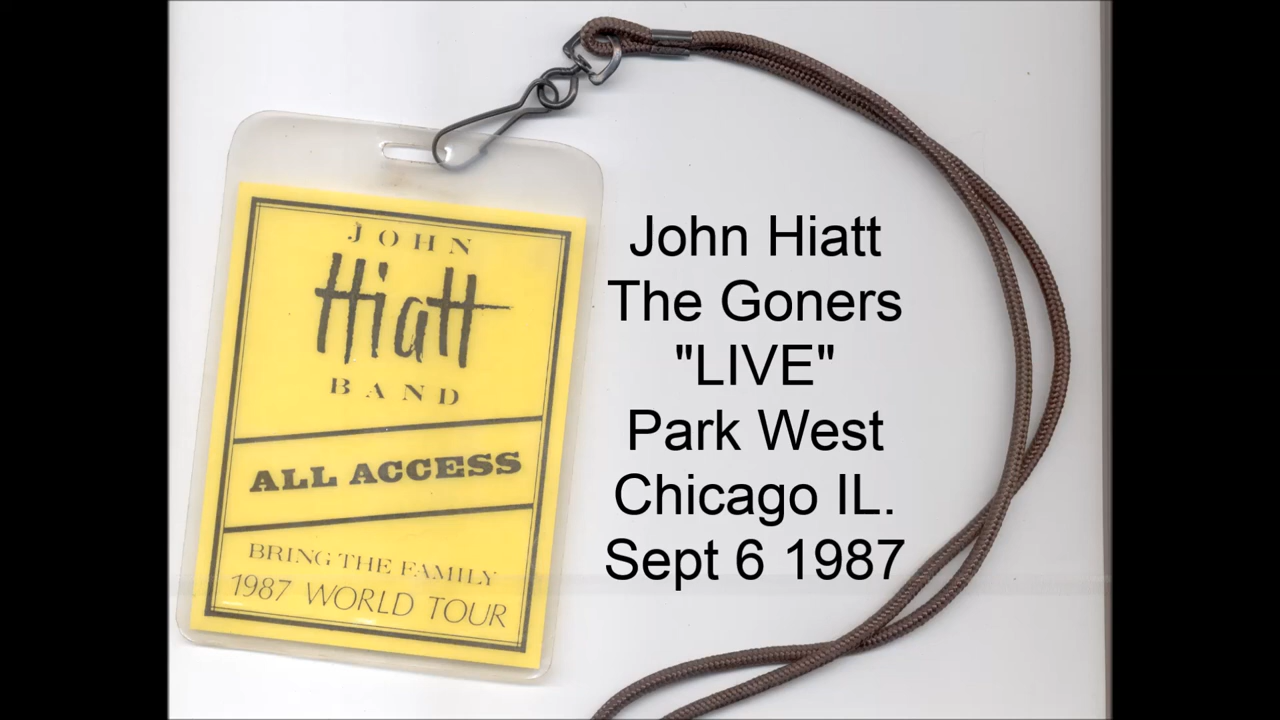 JOHN
Hiatt
BAND
ALL ACCESS
BRING THE FAMILY
1987 WORLD TOUR
John Hiatt
The Goners
"LIVE"
Park West
Chicago IL.
Sept 6 1987